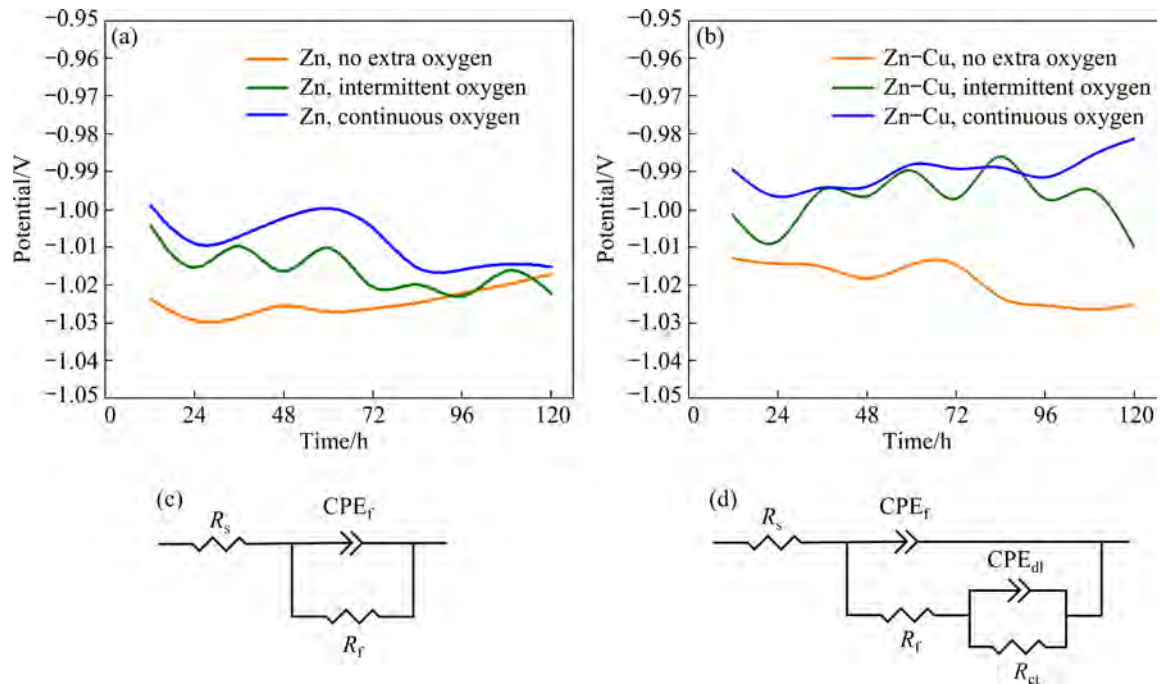 (a)
Zn, no extra oxygen
Zn, intermittent oxygen
Zn, continuous oxygen
Potential/V
−0.95
−0.96
−0.97
−0.98
−0.99
−1.00
−1.01
−1.02
−1.03
−1.04
−1.05
0 24 48 72 96 120
Time/h
(b)
Zn−Cu, no extra oxygen
Zn−Cu, intermittent oxygen
Zn−Cu, continuous oxygen
Potential/V
−0.95
−0.96
−0.97
−0.98
−0.99
−1.00
−1.01
−1.02
−1.03
−1.04
−1.05
0 24 48 72 96 120
Time/h
(c)
Rs
CPEf
Rf
(d)
Rs
CPEf
CPEdl
Rf
Rct